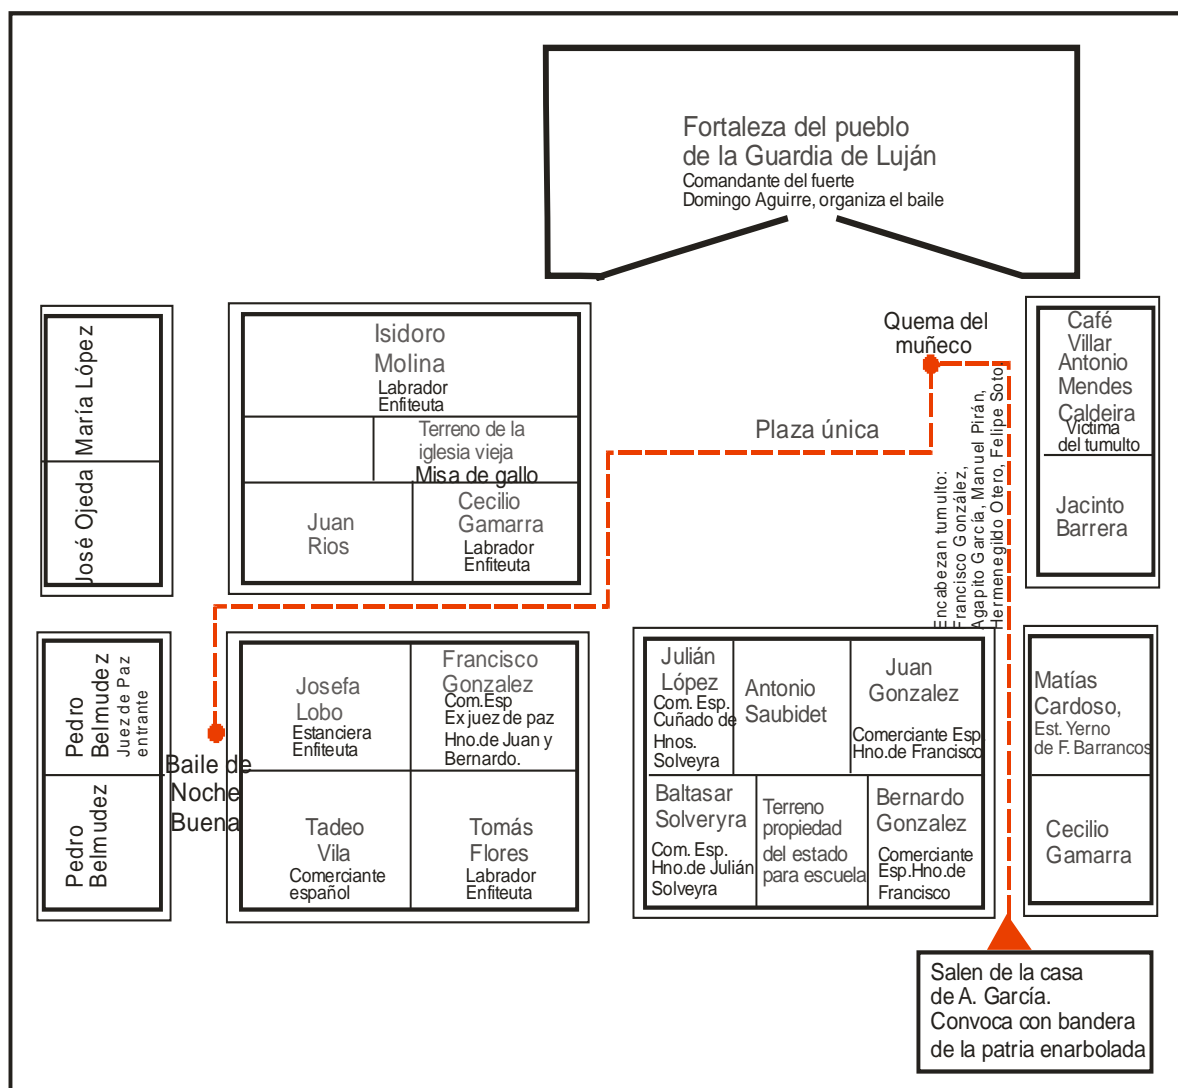 Fortaleza del pueblo
de la Guardia de Luján
Comandante del fuerte
Domingo Aguirre, organiza el baile
María López
José Ojeda
Isidoro
Molina
Labrador
Enfiteuta
Terreno de la
iglesia vieja
Misa de gallo
Juan
Rios
Cecilio
Gamarra
Labrador
Enfiteuta
Plaza única
Quema del
muñeco
Encabezan tumulto:
Francisco González,
Agapito García, Manuel Pirán,
Hermenegildo Otero, Felipe Soto,
Café
Villar
Antonio
Mendes
Caldeira
Víctima
del tumulto
Jacinto
Barrera
Pedro
Belmudez
Juez de Paz
entrante
Pedro
Belmudez
Baile de
Noche
Buena
Josefa
Lobo
Estanciera
Enfiteuta
Francisco
Gonzalez
Com.Esp
Ex juez de paz
Hno.de Juan y
Bernardo.
Tadeo
Vila
Comerciante
español
Tomás
Flores
Labrador
Enfiteuta
Julián
López
Com. Esp.
Cuñado de
Hnos.
Solveyra
Antonio
Saubidet
Juan
Gonzalez
Comerciante Esp.
Hno.de Francisco
Baltasar
Solveryra
Com. Esp.
Hno.de Julián
Solveyra
Terreno
propiedad
del estado
para escuela
Bernardo
Gonzalez
Comerciante
Esp.Hno.de
Francisco
Matías
Cardoso,
Est. Yerno
de F. Barrancos
Cecilio
Gamarra
Salen de la casa
de A. García.
Convoca con bandera
de la patria enarbolada